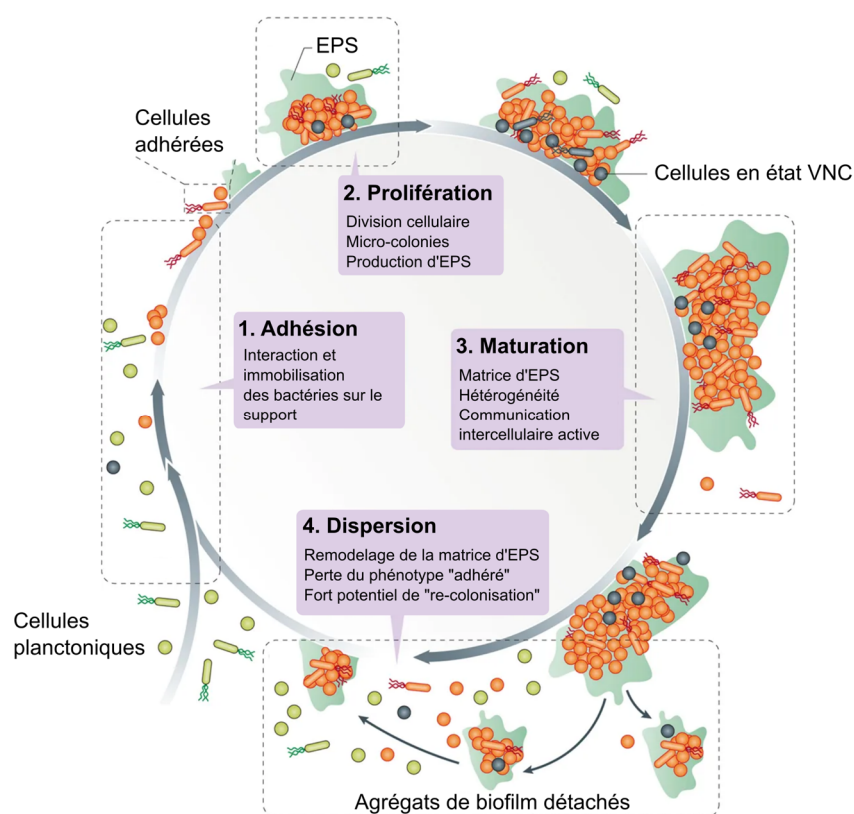 EPS
Cellules
adhérées
Cellules en état VNC
2. Prolifération
Division cellulaire
Micro-colonies
Production d'EPS
1. Adhésion
Interaction et
immobilisation
des bactéries sur le
support
3. Maturation
Matrice d'EPS
Hétérogénéité
Communication
intercellulaire active
4. Dispersion
Remodelage de la matrice d'EPS
Perte du phénotype "adhéré"
Fort potentiel de "re-colonisation"
Cellules
planctoniques
Agrégats de biofilm détachés